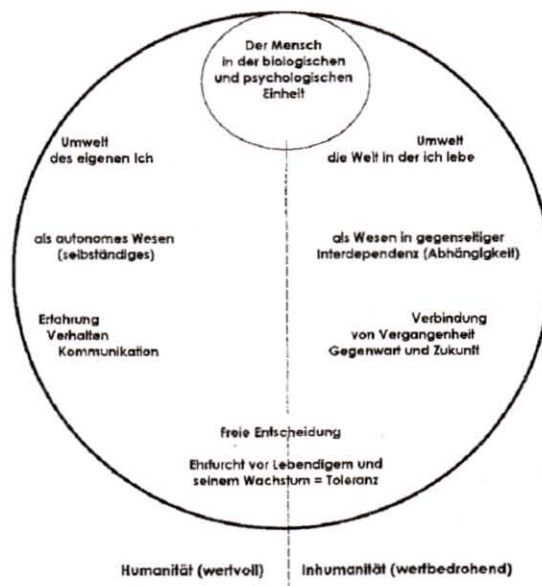 Der Mensch
in der biologischen
und psychologischen
Einheit
Umwelt
des eigenen Ich
Umwelt
die Welt in der ich lebe
als autonomes Wesen
(selbständiges)
als Wesen in gegenseitiger
Interdependenz (Abhängigkeit)
Erfahrung
Verhalten
Kommunikation
Verbindung
von Vergangenheit
Gegenwart und Zukunft
Freie Entscheidung
Ehrfurcht vor Lebendigem und
seinem Wachstum = Toleranz
Humanität (wertvoll)
Inhumanität (wertbedrohend)